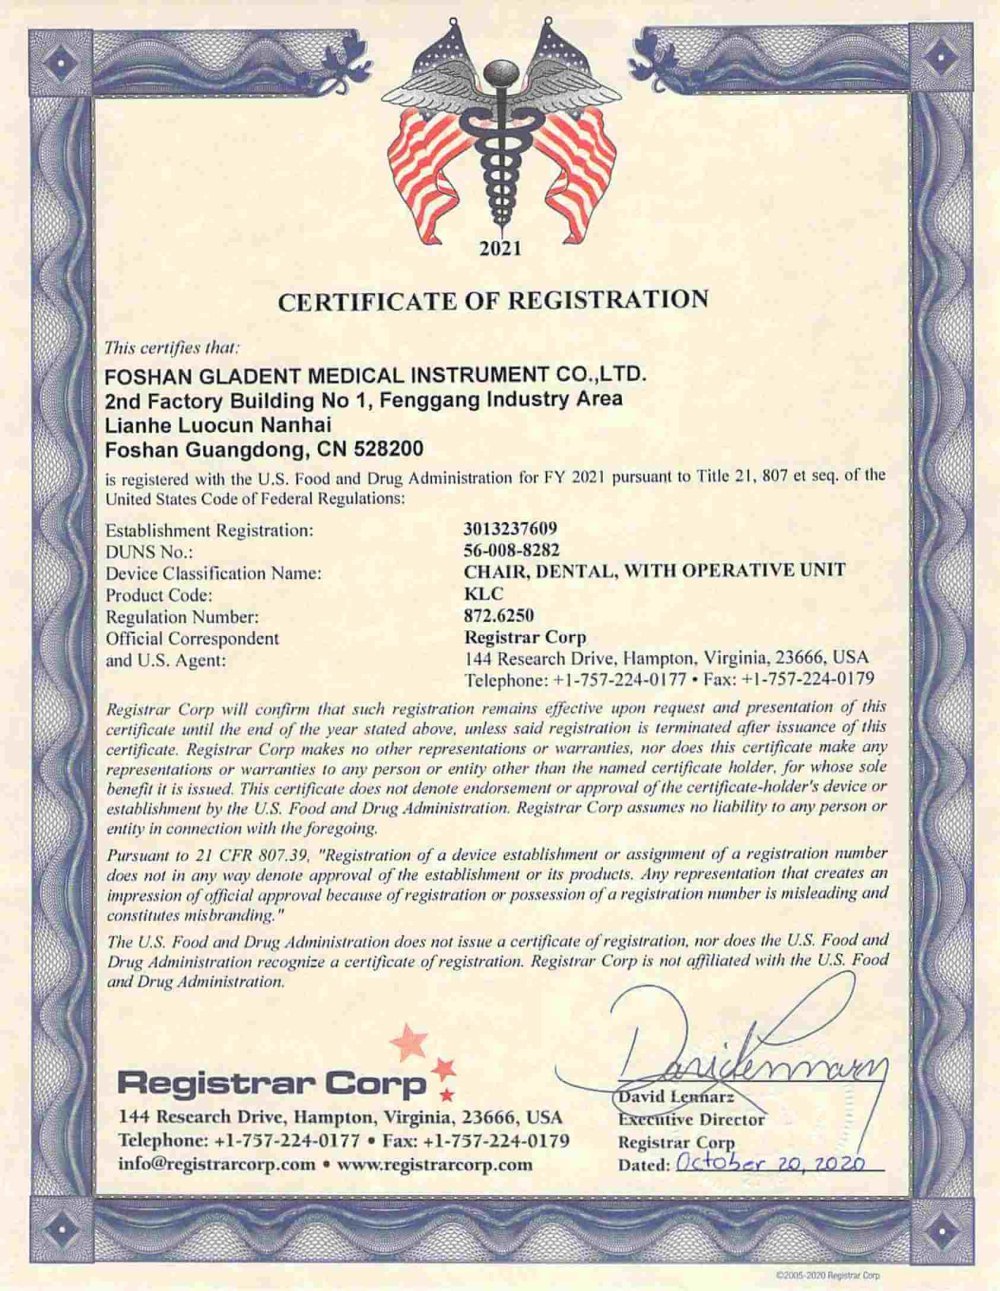 2021
CERTIFICATE OF REGISTRATION
This certifies that:
FOSHAN GLADENT MEDICAL INSTRUMENT CO.,LTD.
2nd Factory Building No 1, Fenggang Industry Area
Lianhe Luocun Nanhai
Foshan Guangdong, CN 528200
is registered with the U.S. Food and Drug Administration for FY 2021 pursuant to Title 21, 807 et seq. of the
United States Code of Federal Regulations:
Establishment Registration: 3013237609
DUNS No.: 56-008-8282
Device Classification Name: CHAIR, DENTAL, WITH OPERATIVE UNIT
Product Code: KLC
Regulation Number: 872.6250
Official Correspondent Registrar Corp
and U.S. Agent: 144 Research Drive, Hampton, Virginia, 23666, USA
Telephone: +1-757-224-0177 • Fax: +1-757-224-0179
Registrar Corp will confirm that such registration remains effective upon request and presentation of this
certificate until the end of the year stated above, unless said registration is terminated after issuance of this
certificate. Registrar Corp makes no other representations or warranties, nor does this certificate make any
representations or warranties to any person or entity other than the named certificate holder, for whose sole
benefit it is issued. This certificate does not denote endorsement or approval of the certificate-holder's device or
establishment by the U.S. Food and Drug Administration. Registrar Corp assumes no liability to any person or
entity in connection with the foregoing.
Pursuant to 21 CFR 807.39, "Registration of a device establishment or assignment of a registration number
does not in any way denote approval of the establishment or its products. Any representation that creates an
impression of official approval because of registration or possession of a registration number is misleading and
constitutes misbranding."
The U.S. Food and Drug Administration does not issue a certificate of registration, nor does the U.S. Food and
Drug Administration recognize a certificate of registration. Registrar Corp is not affiliated with the U.S. Food
and Drug Administration.
Registrar Corp
144 Research Drive, Hampton, Virginia, 23666, USA
Telephone: +1-757-224-0177 • Fax: +1-757-224-0179
info@registrarcorp.com • www.registrarcorp.com
David Lennarz
David Lennarz
Executive Director
Registrar Corp
Dated: October 20, 2020
©2005-2020 Registrar Corp